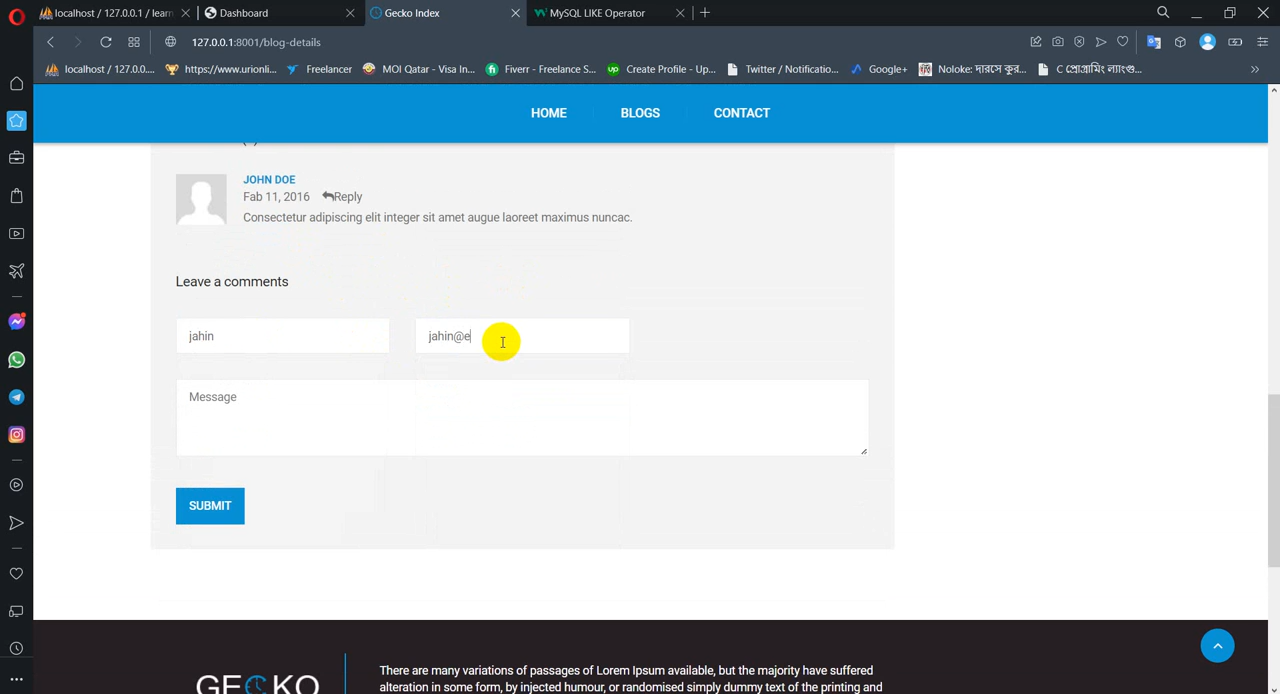 localhost / 127.0.0.1 / learn
Dashboard
Gecko Index
MySQL LIKE Operator
127.0.0.1:8001/blog-details
localhost / 127.0.0....
https://www.urionli...
Freelancer
MOI Qatar - Visa In...
Fiverr - Freelance S...
Create Profile - Up...
Twitter / Notificatio...
Google+
Noloke: দারসে কুর...
C প্রোগ্রামিং ল্যাংগু...
HOME
BLOGS
CONTACT
JOHN DOE
Fab 11, 2016 Reply
Consectetur adipiscing elit integer sit amet augue laoreet maximus nuncac.
Leave a comments
jahin
jahin@e
Message
SUBMIT
GECKO
There are many variations of passages of Lorem Ipsum available, but the majority have suffered
alteration in some form, by injected humour, or randomised simply dummy text of the printing and